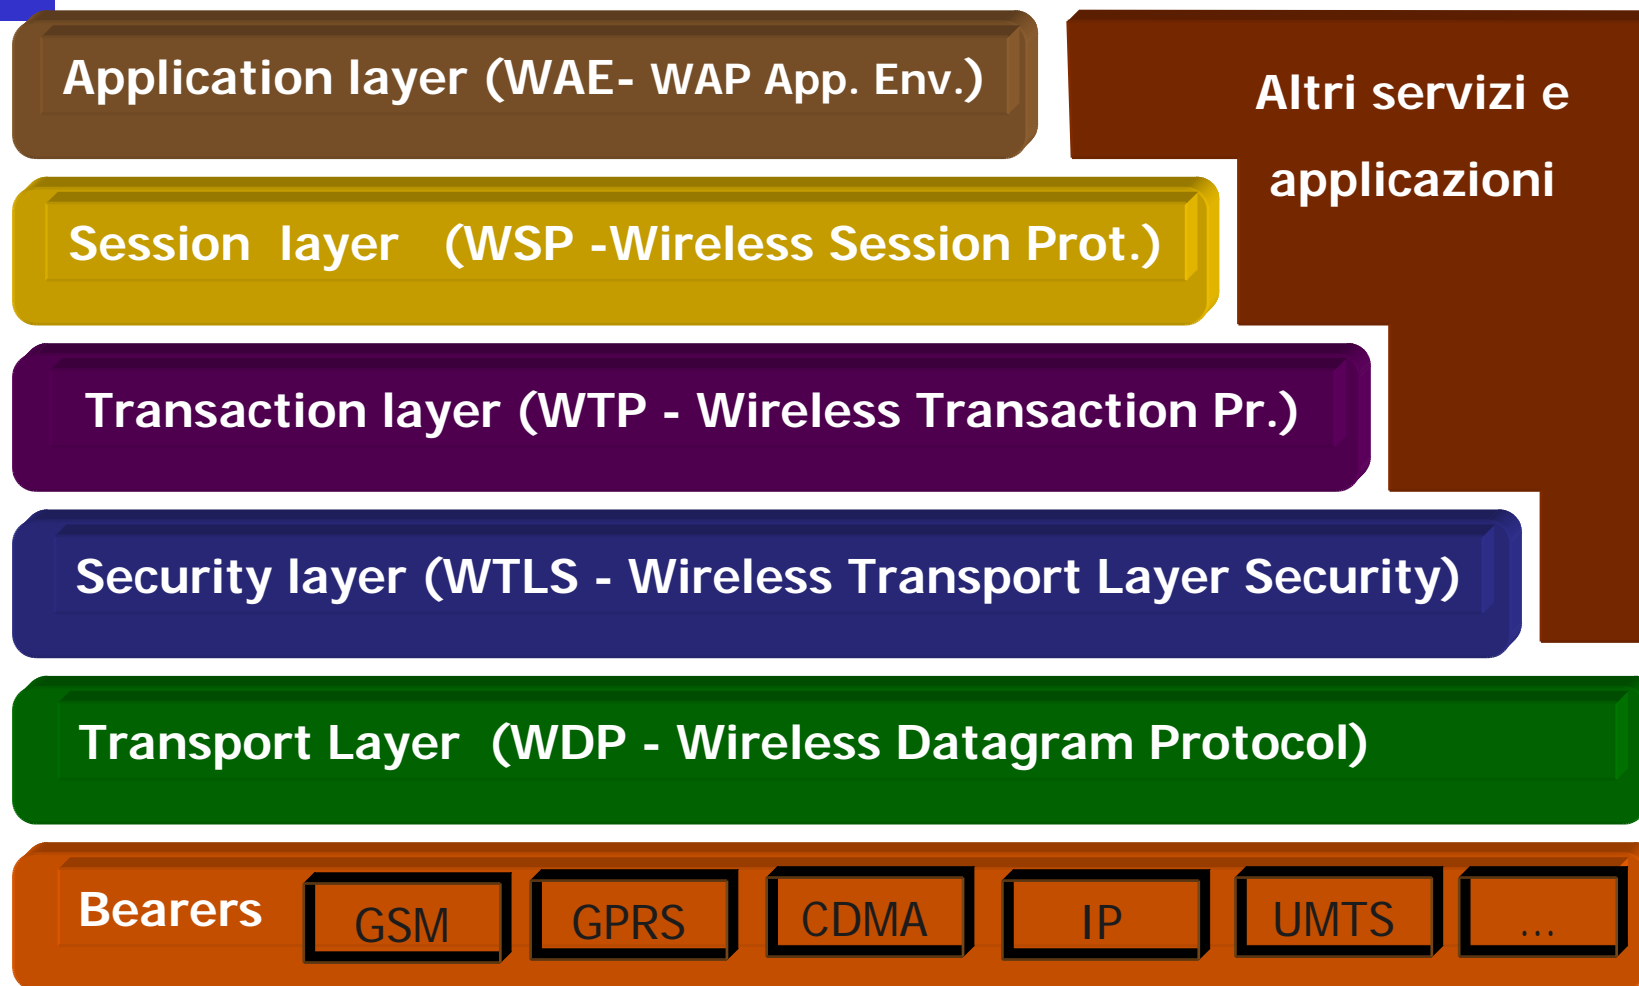 Application layer (WAE- WAP App. Env.)
Altri servizi e
applicazioni
Session layer (WSP -Wireless Session Prot.)
Transaction layer (WTP - Wireless Transaction Pr.)
Security layer (WTLS - Wireless Transport Layer Security)
Transport Layer (WDP - Wireless Datagram Protocol)
Bearers GSM GPRS CDMA IP UMTS ...